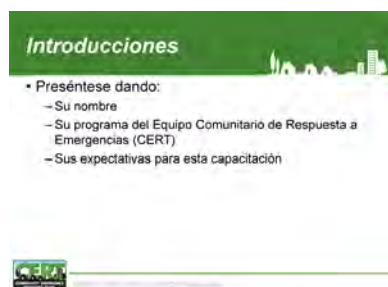 Introducciones
• Preséntese dando:
– Su nombre
– Su programa del Equipo Comunitario de Respuesta a
Emergencias (CERT)
– Sus expectativas para esta capacitación
CERT